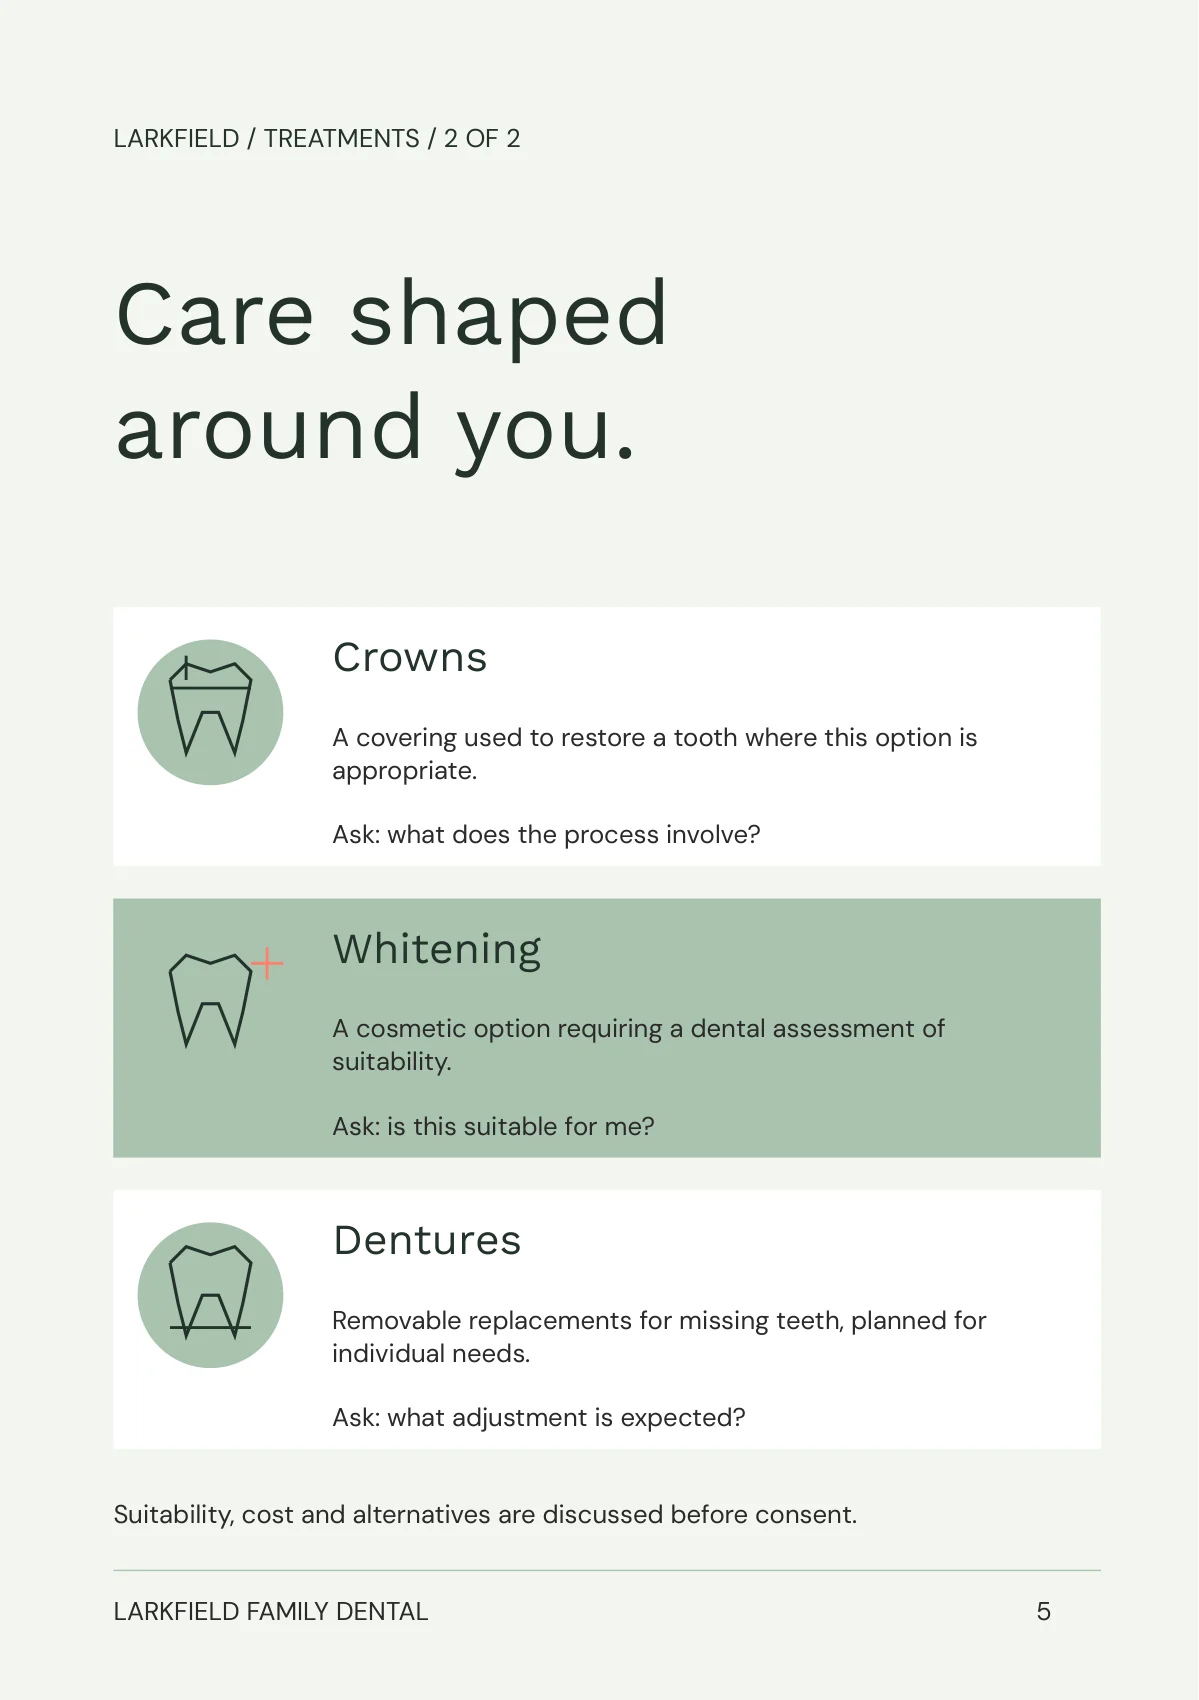 LARKFIELD / TREATMENTS / 2 OF 2
Care shaped
around you.
Crowns
A covering used to restore a tooth where this option is
appropriate.
Ask: what does the process involve?
Whitening
A cosmetic option requiring a dental assessment of
suitability.
Ask: is this suitable for me?
Dentures
Removable replacements for missing teeth, planned for
individual needs.
Ask: what adjustment is expected?
Suitability, cost and alternatives are discussed before consent.
LARKFIELD FAMILY DENTAL 5